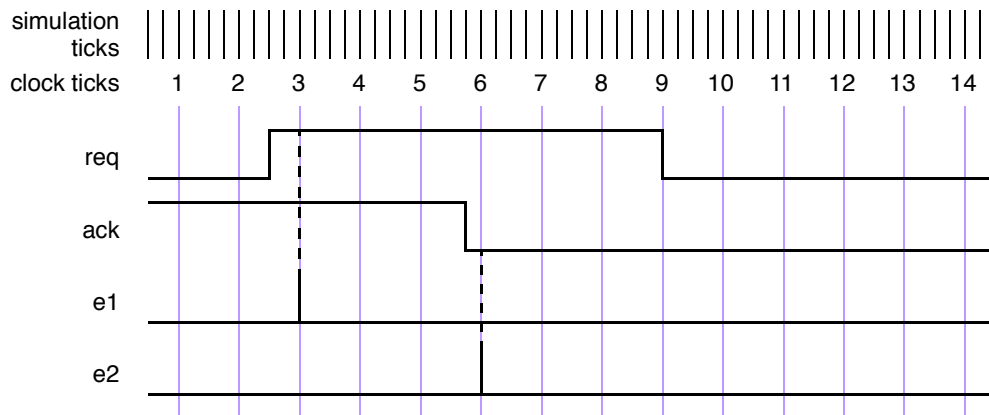 simulation
ticks
clock ticks 1 2 3 4 5 6 7 8 9 10 11 12 13 14
req
ack
e1
e2